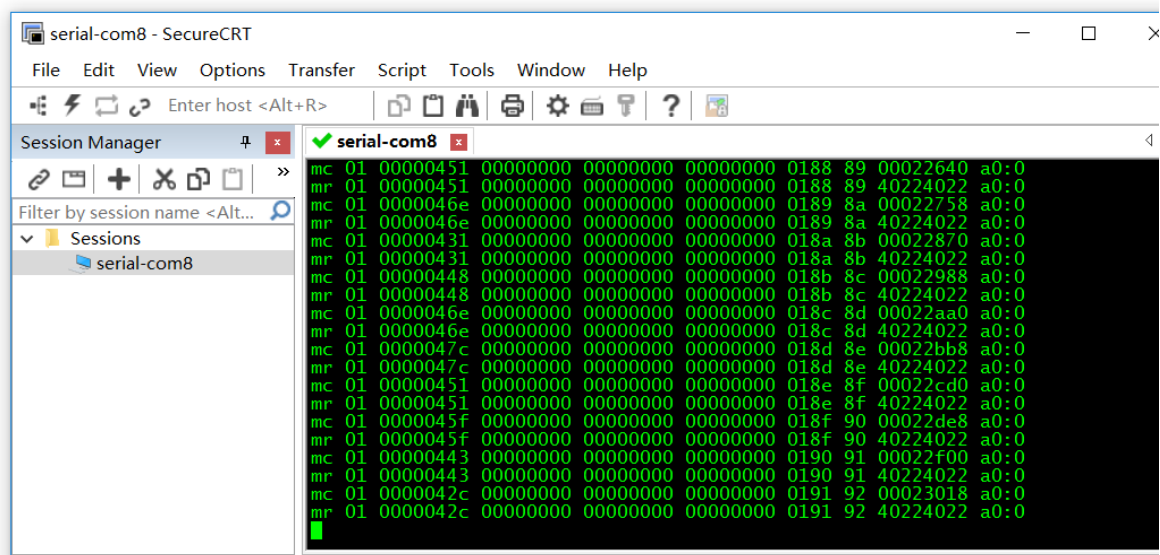 serial-com8 - SecureCRT
File Edit View Options Transfer Script Tools Window Help
Enter host <Alt+R>
Session Manager
serial-com8
Filter by session name <Alt...
Sessions
serial-com8
mc 01 00000451 00000000 00000000 00000000 0188 89 00022640 a0:0
mr 01 00000451 00000000 00000000 00000000 0188 89 40224022 a0:0
mc 01 0000046e 00000000 00000000 00000000 0189 8a 00022758 a0:0
mr 01 0000046e 00000000 00000000 00000000 0189 8a 40224022 a0:0
mc 01 00000431 00000000 00000000 00000000 018a 8b 00022870 a0:0
mr 01 00000431 00000000 00000000 00000000 018a 8b 40224022 a0:0
mc 01 00000448 00000000 00000000 00000000 018b 8c 00022988 a0:0
mr 01 00000448 00000000 00000000 00000000 018b 8c 40224022 a0:0
mc 01 0000046e 00000000 00000000 00000000 018c 8d 00022aa0 a0:0
mr 01 0000046e 00000000 00000000 00000000 018c 8d 40224022 a0:0
mc 01 0000047c 00000000 00000000 00000000 018d 8e 00022bb8 a0:0
mr 01 0000047c 00000000 00000000 00000000 018d 8e 40224022 a0:0
mc 01 00000451 00000000 00000000 00000000 018e 8f 00022cd0 a0:0
mr 01 00000451 00000000 00000000 00000000 018e 8f 40224022 a0:0
mc 01 0000045f 00000000 00000000 00000000 018f 90 00022de8 a0:0
mr 01 0000045f 00000000 00000000 00000000 018f 90 40224022 a0:0
mc 01 00000443 00000000 00000000 00000000 0190 91 00022f00 a0:0
mr 01 00000443 00000000 00000000 00000000 0190 91 40224022 a0:0
mc 01 0000042c 00000000 00000000 00000000 0191 92 00023018 a0:0
mr 01 0000042c 00000000 00000000 00000000 0191 92 40224022 a0:0